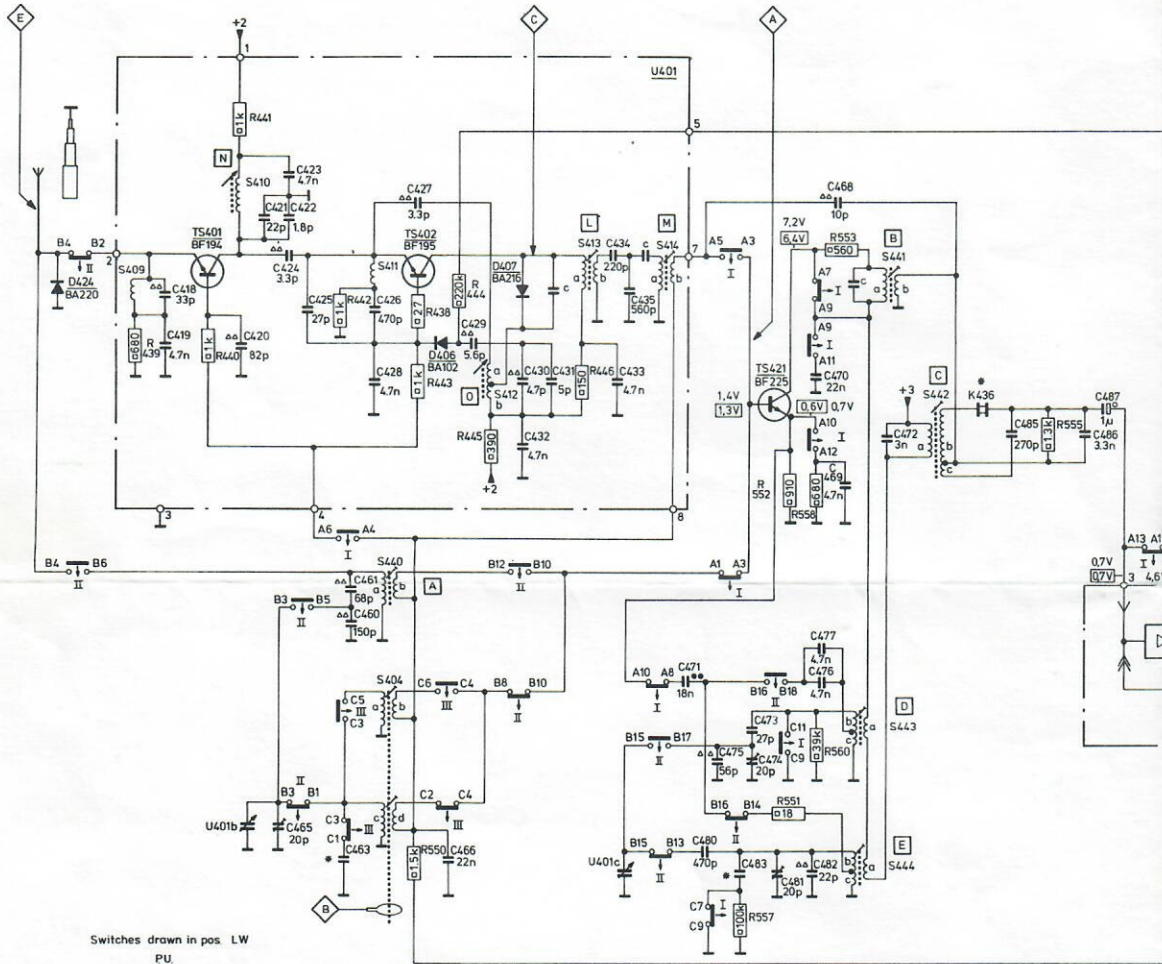 E
+2
C
A
1
U401
5
R441
1k
N
S410
C423
4.7n
C421
22p
C422
1.8p
C427
3.3p
C468
10p
7,2V
6,4V
R553
560
B
S441
TS401
BF194
TS402
BF195
L
S413
C434
220p
c
M
S414
7
A5
A3
I
B4
B2
2
II
D424
BA220
S409
C418
33p
C424
3.3p
S411
D407
BA216
a
b
c
A7
I
A9
c
a
b
R
439
680
C419
4.7n
R440
1k
C420
82p
C425
27p
R442
1k
C426
470p
R438
27
R
444
220k
C429
5.6p
C435
560p
a
b
A9
I
A11
C470
22n
D406
BA102
C428
4.7n
R443
1k
O
S412
a
b
C430
4.7p
C431
5p
R446
150
C433
4.7n
1,4V
1,3V
TS421
BF225
0,6V
0,7V
A10
I
A12
C
S442
+3
K436
*
C487
1µ
R445
390
C432
4.7n
+2
C472
3n
a
b
c
C485
270p
1.3k
R555
C486
3.3n
R
552
910
680
R558
C
469
4.7n
3
4
8
A6
A4
I
A13
I
0,7V
0,7V
3
B4
B6
II
S440
B12
B10
II
A1
A3
I
C461
68p
a
b
A
B3
B5
II
C460
150p
C477
4.7n
C476
4.7n
A10
A8
I
C471
18n
B16
B18
II
C5
III
C3
S404
a
b
C6
C4
III
B8
B10
II
B15
B17
II
C473
27p
C11
I
C9
39k
R560
b
c
a
D
S443
C475
56p
C474
20p
II
B3
B1
U401b
C465
20p
C3
III
C1
c
d
C2
C4
III
B16
B14
II
R551
18
C463
*
R550
1.5k
C466
22n
U401c
B15
B13
II
C480
470p
C483
*
C481
20p
C482
22p
b
c
a
E
S444
C7
I
C9
100k
R557
B
Switches drawn in pos. LW
PU.